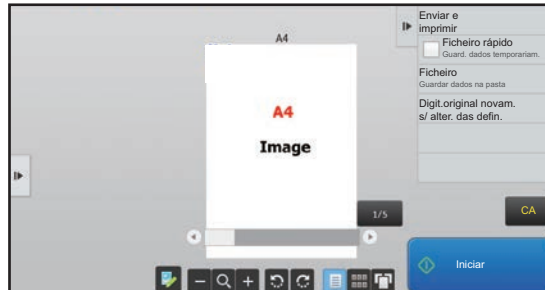 A4
A4
Image
1/5
Enviar e
imprimir
Ficheiro rápido
Guard. dados temporariam.
Ficheiro
Guardar dados na pasta
Digit.original novam.
s/ alter. das defin.
CA
Iniciar